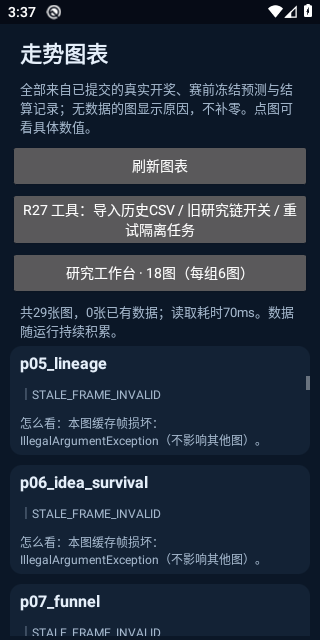 3:37
走势图表
全部来自已提交的真实开奖、赛前冻结预测与结
算记录；无数据的图显示原因，不补零。点图可
看具体数值。
刷新图表
R27 工具：导入历史CSV / 旧研究链开关 / 重
试隔离任务
研究工作台 · 18图（每组6图）
共29张图，0张已有数据；读取耗时70ms。数据
随运行持续积累。
p05_lineage
｜STALE_FRAME_INVALID
怎么看：本图缓存帧损坏：
IllegalArgumentException（不影响其他图）。
p06_idea_survival
｜STALE_FRAME_INVALID
怎么看：本图缓存帧损坏：
IllegalArgumentException（不影响其他图）。
p07_funnel
｜STALE_FRAME_INVALID